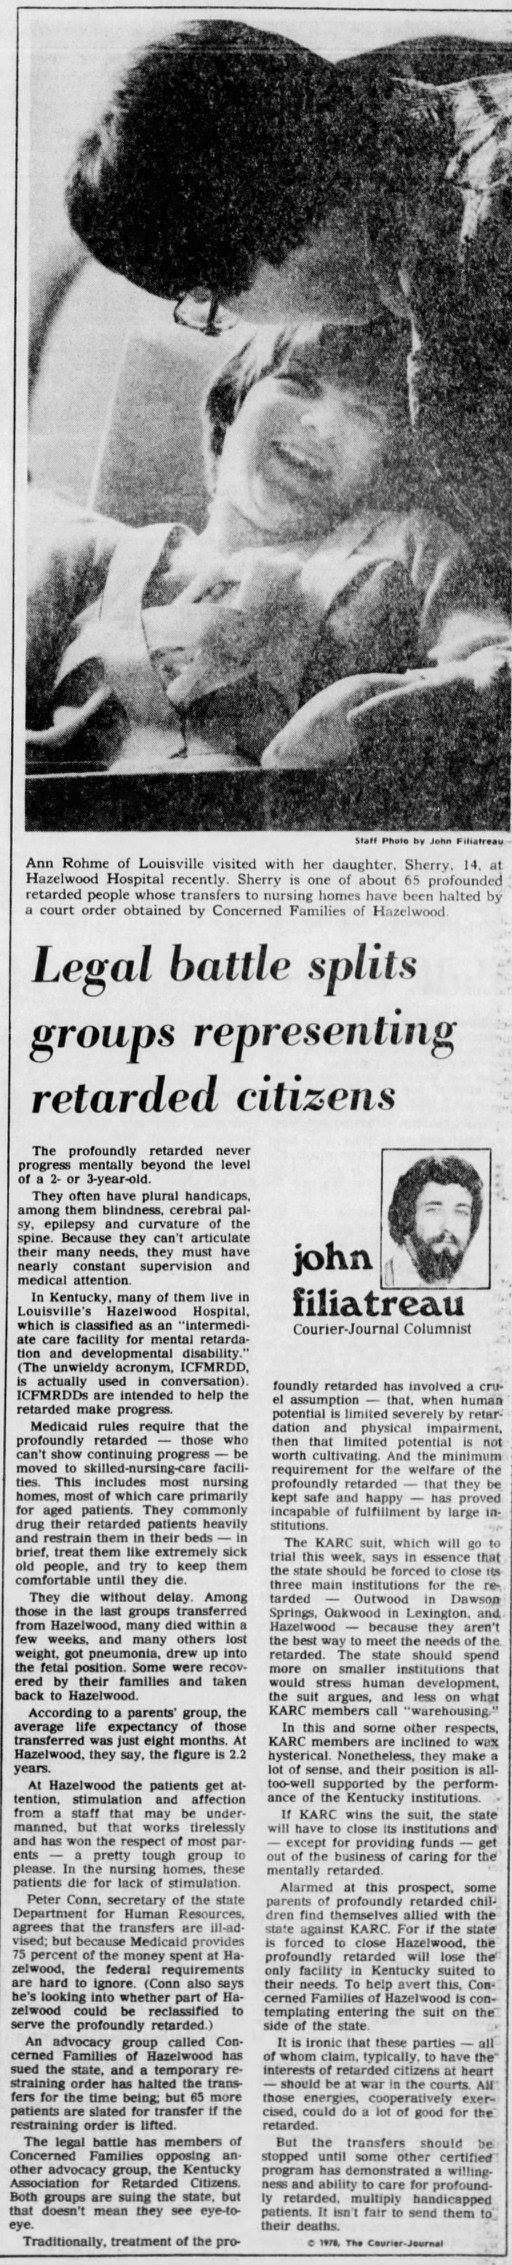 Staff Photo by John Filiatreau
Ann Rohme of Louisville visited with her daughter, Sherry, 14, at
Hazelwood Hospital recently. Sherry is one of about 65 profounded
retarded people whose transfers to nursing homes have been halted by
a court order obtained by Concerned Families of Hazelwood.
Legal battle splits
groups representing
retarded citizens
The profoundly retarded never
progress mentally beyond the level
of a 2- or 3-year-old.
They often have plural handicaps,
among them blindness, cerebral pal-
sy, epilepsy and curvature of the
spine. Because they can't articulate
their many needs, they must have
nearly constant supervision and
medical attention.
In Kentucky, many of them live in
Louisville's Hazelwood Hospital,
which is classified as an "intermedi-
ate care facility for mental retarda-
tion and developmental disability."
(The unwieldy acronym, ICFMRDD,
is actually used in conversation).
ICFMRDDs are intended to help the
retarded make progress.
Medicaid rules require that the
profoundly retarded — those who
can't show continuing progress — be
moved to skilled-nursing-care facili-
ties. This includes most nursing
homes, most of which care primarily
for aged patients. They commonly
drug their retarded patients heavily
and restrain them in their beds — in
brief, treat them like extremely sick
old people, and try to keep them
comfortable until they die.
They die without delay. Among
those in the last groups transferred
from Hazelwood, many died within a
few weeks, and many others lost
weight, got pneumonia, drew up into
the fetal position. Some were recov-
ered by their families and taken
back to Hazelwood.
According to a parents' group, the
average life expectancy of those
transferred was just eight months. At
Hazelwood, they say, the figure is 2.2
years.
At Hazelwood the patients get at-
tention, stimulation and affection
from a staff that may be under-
manned, but that works tirelessly
and has won the respect of most par-
ents — a pretty tough group to
please. In the nursing homes, these
patients die for lack of stimulation.
Peter Conn, secretary of the state
Department for Human Resources,
agrees that the transfers are ill-ad-
vised; but because Medicaid provides
75 percent of the money spent at Ha-
zelwood, the federal requirements
are hard to ignore. (Conn also says
he's looking into whether part of Ha-
zelwood could be reclassified to
serve the profoundly retarded.)
An advocacy group called Con-
cerned Families of Hazelwood has
sued the state, and a temporary re-
straining order has halted the trans-
fers for the time being; but 65 more
patients are slated for transfer if the
restraining order is lifted.
The legal battle has members of
Concerned Families opposing an-
other advocacy group, the Kentucky
Association for Retarded Citizens.
Both groups are suing the state, but
that doesn't mean they see eye-to-
eye.
Traditionally, treatment of the pro-
john
filiatreau
Courier-Journal Columnist
foundly retarded has involved a cru-
el assumption — that, when human
potential is limited severely by retar-
dation and physical impairment,
then that limited potential is not
worth cultivating. And the minimum
requirement for the welfare of the
profoundly retarded — that they be
kept safe and happy — has proved
incapable of fulfillment by large in-
stitutions.
The KARC suit, which will go to
trial this week, says in essence that
the state should be forced to close its
three main institutions for the re-
tarded — Outwood in Dawson
Springs, Oakwood in Lexington, and
Hazelwood — because they aren't
the best way to meet the needs of the
retarded. The state should spend
more on smaller institutions that
would stress human development,
the suit argues, and less on what
KARC members call "warehousing."
In this and some other respects,
KARC members are inclined to wax
hysterical. Nonetheless, they make a
lot of sense, and their position is all-
too-well supported by the perform-
ance of the Kentucky institutions.
If KARC wins the suit, the state
will have to close its institutions and
— except for providing funds — get
out of the business of caring for the
mentally retarded.
Alarmed at this prospect, some
parents of profoundly retarded chil-
dren find themselves allied with the
state against KARC. For if the state
is forced to close Hazelwood, the
profoundly retarded will lose the
only facility in Kentucky suited to
their needs. To help avert this, Con-
cerned Families of Hazelwood is con-
templating entering the suit on the
side of the state.
It is ironic that these parties — all
of whom claim, typically, to have the
interests of retarded citizens at heart
— should be at war in the courts. All
those energies, cooperatively exer-
cised, could do a lot of good for the
retarded.
But the transfers should be
stopped until some other certified
program has demonstrated a willing-
ness and ability to care for profound-
ly retarded, multiply handicapped
patients. It isn't fair to send them to
their deaths.
© 1978, The Courier-Journal